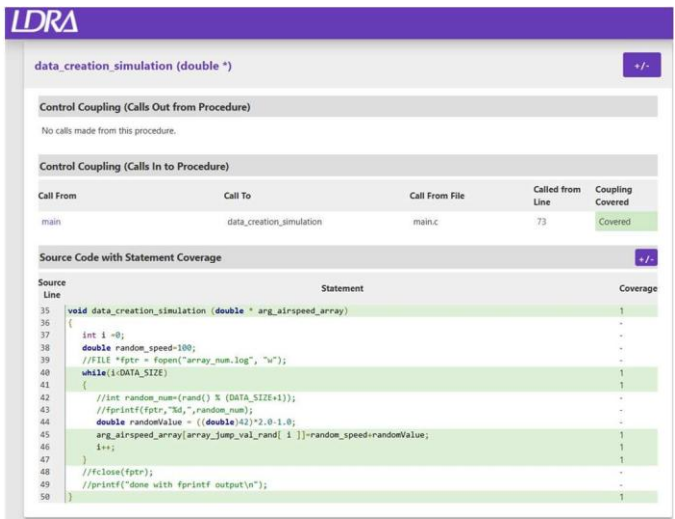 LDRA
data_creation_simulation (double *)
+/-
Control Coupling (Calls Out from Procedure)
No calls made from this procedure.
Control Coupling (Calls In to Procedure)
Call From Call To Call From File Called from Line Coupling Covered
main data_creation_simulation main.c 73 Covered
Source Code with Statement Coverage +/-
Source Line Statement Coverage
35 void data_creation_simulation (double * arg_airspeed_array) 1
36 { -
37 int i =0; -
38 double random_speed=100; -
39 //FILE *fptr = fopen("array_num.log", "w"); -
40 while(i<DATA_SIZE) 1
41 { 1
42 //int random_num=(rand() % (DATA_SIZE+1)); -
43 //fprintf(fptr,"%d,",random_num); -
44 double randomValue = ((double)42)*2.0-1.0; -
45 arg_airspeed_array[array_jump_val_rand[ i ]]=random_speed+randomValue; 1
46 i++; 1
47 } 1
48 //fclose(fptr); -
49 //printf("done with fprintf output\n"); -
50 } 1